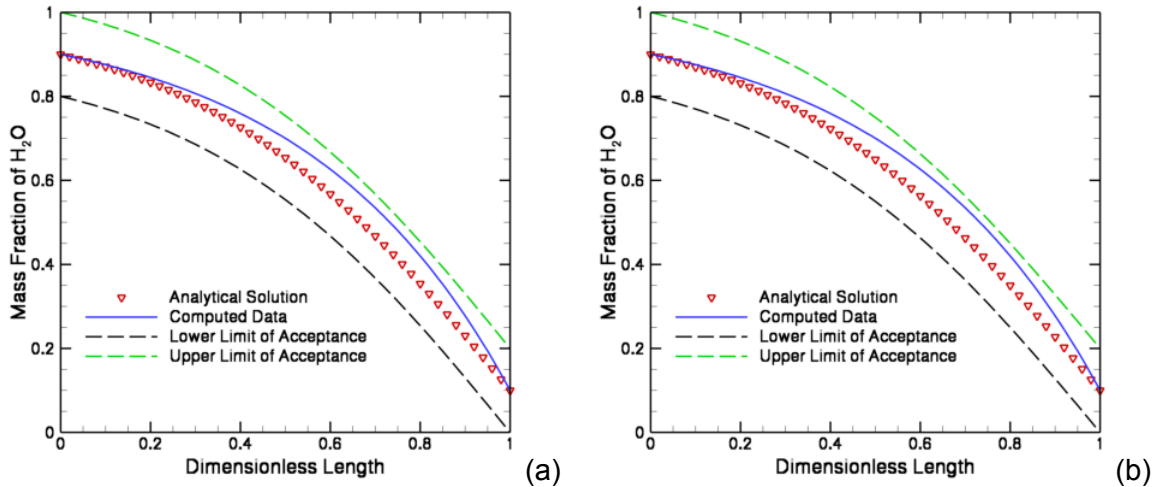 1
0.8
0.6
0.4
0.2
0
Mass Fraction of H₂O
Analytical Solution
Computed Data
Lower Limit of Acceptance
Upper Limit of Acceptance
0 0.2 0.4 0.6 0.8 1
Dimensionless Length
(a)
1
0.8
0.6
0.4
0.2
0
Mass Fraction of H₂O
Analytical Solution
Computed Data
Lower Limit of Acceptance
Upper Limit of Acceptance
0 0.2 0.4 0.6 0.8 1
Dimensionless Length
(b)